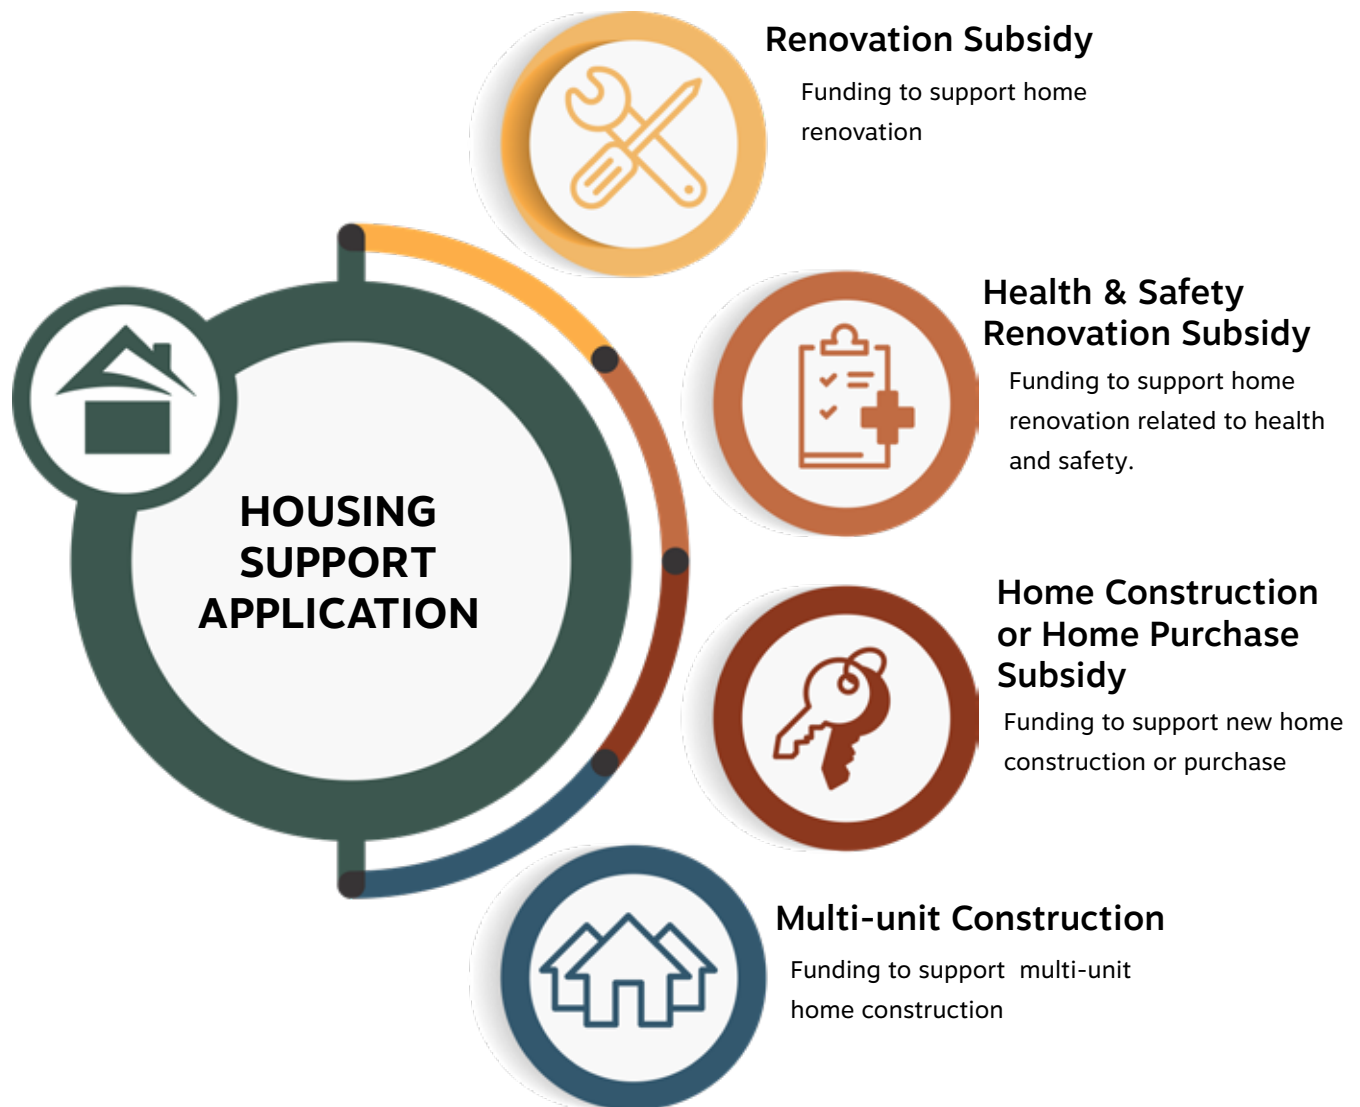 Renovation Subsidy
Funding to support home
renovation
Health & Safety
Renovation Subsidy
Funding to support home
renovation related to health
and safety.
HOUSING
SUPPORT
APPLICATION
Home Construction
or Home Purchase
Subsidy
Funding to support new home
construction or purchase
Multi-unit Construction
Funding to support  multi-unit
home construction